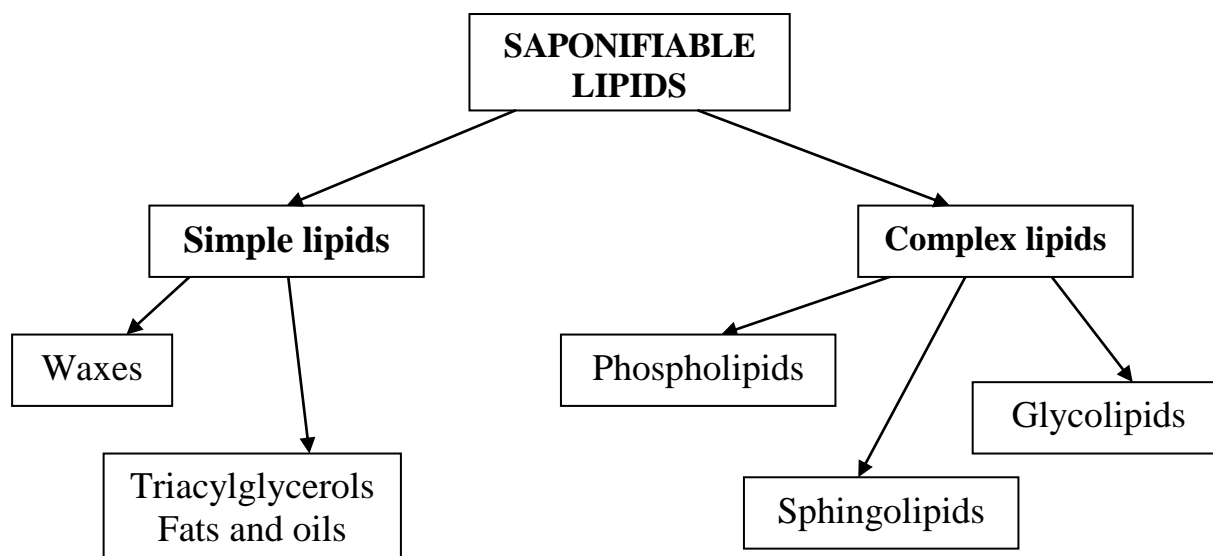 SAPONIFIABLE
LIPIDS
Simple lipids
Complex lipids
Waxes
Phospholipids
Glycolipids
Triacylglycerols
Fats and oils
Sphingolipids